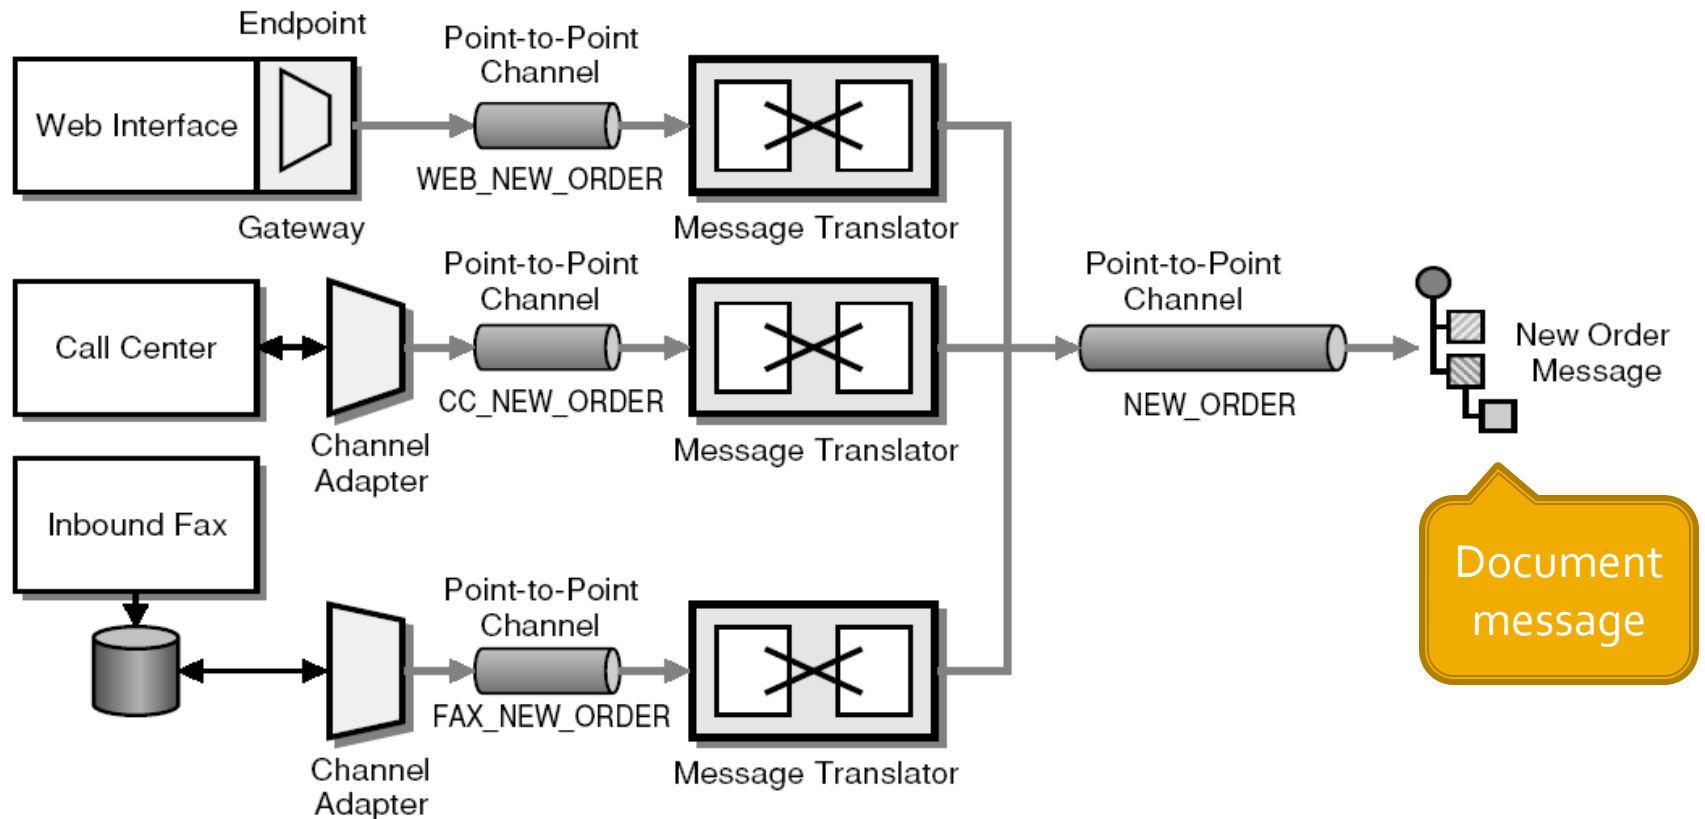 Endpoint
Point-to-Point
Channel
Web Interface
WEB_NEW_ORDER
Gateway
Message Translator
Point-to-Point
Channel
Call Center
CC_NEW_ORDER
Channel
Adapter
Message Translator
Point-to-Point
Channel
NEW_ORDER
New Order
Message
Document
message
Inbound Fax
Point-to-Point
Channel
FAX_NEW_ORDER
Channel
Adapter
Message Translator